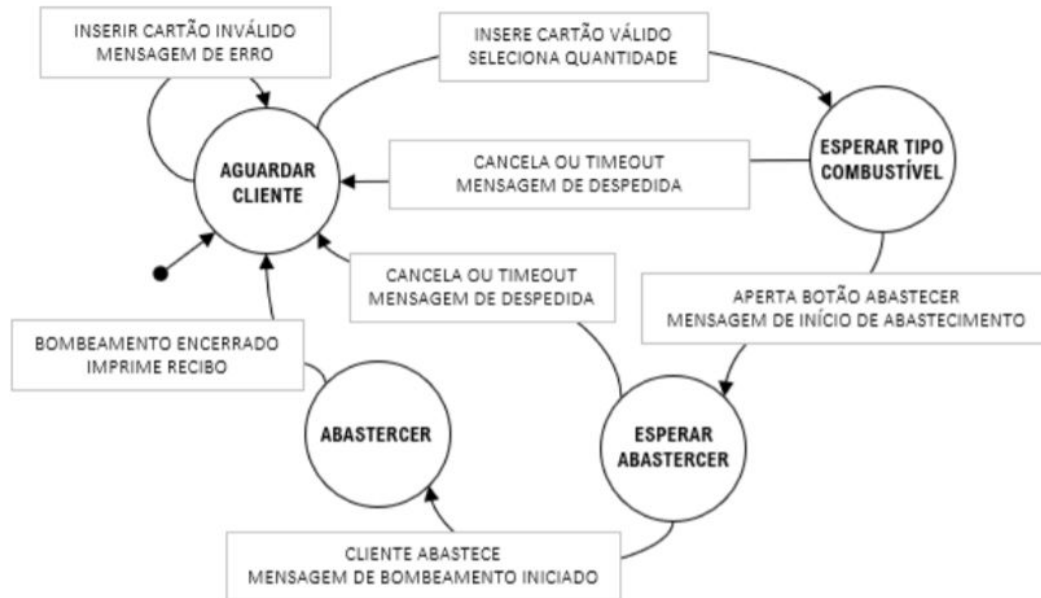 INSERIR CARTÃO INVÁLIDO
MENSAGEM DE ERRO
INSERE CARTÃO VÁLIDO
SELECIONA QUANTIDADE
AGUARDAR
CLIENTE
CANCELA OU TIMEOUT
MENSAGEM DE DESPEDIDA
ESPERAR TIPO
COMBUSTÍVEL
CANCELA OU TIMEOUT
MENSAGEM DE DESPEDIDA
APERTA BOTÃO ABASTECER
MENSAGEM DE INÍCIO DE ABASTECIMENTO
BOMBEAMENTO ENCERRADO
IMPRIME RECIBO
ABASTERCER
ESPERAR
ABASTERCER
CLIENTE ABASTECE
MENSAGEM DE BOMBEAMENTO INICIADO